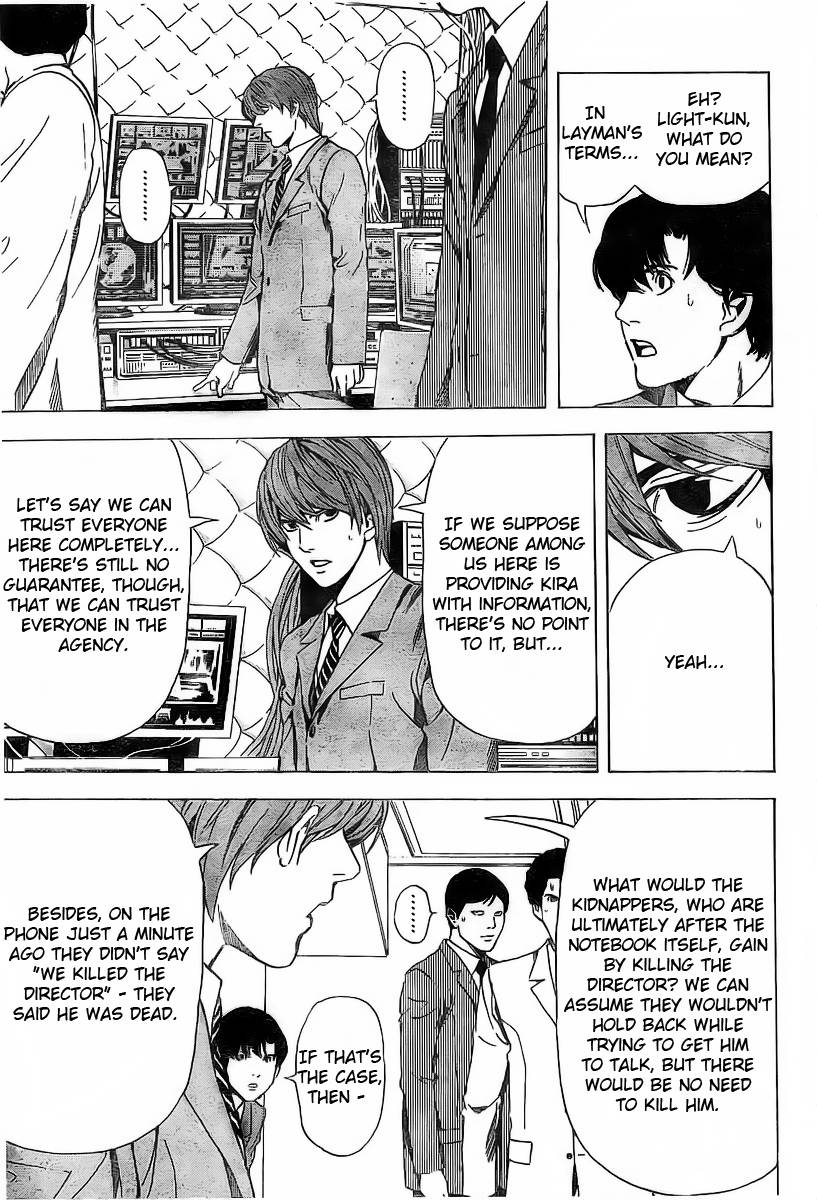 EH?
LIGHT-KUN,
WHAT DO
YOU MEAN?
IN
LAYMAN'S
TERMS...
........
........
YEAH...
IF WE SUPPOSE
SOMEONE AMONG
US HERE IS
PROVIDING KIRA
WITH INFORMATION,
THERE'S NO POINT
TO IT, BUT...
LET'S SAY WE CAN
TRUST EVERYONE
HERE COMPLETELY...
THERE'S STILL NO
GUARANTEE, THOUGH,
THAT WE CAN TRUST
EVERYONE IN THE
AGENCY.
WHAT WOULD THE
KIDNAPPERS, WHO ARE
ULTIMATELY AFTER THE
NOTEBOOK ITSELF, GAIN
BY KILLING THE
DIRECTOR? WE CAN
ASSUME THEY WOULDN'T
HOLD BACK WHILE
TRYING TO GET HIM
TO TALK, BUT THERE
WOULD BE NO NEED
TO KILL HIM.
........
IF THAT'S
THE CASE,
THEN -
BESIDES, ON THE
PHONE JUST A MINUTE
AGO THEY DIDN'T SAY
"WE KILLED THE
DIRECTOR" - THEY
SAID HE WAS DEAD.